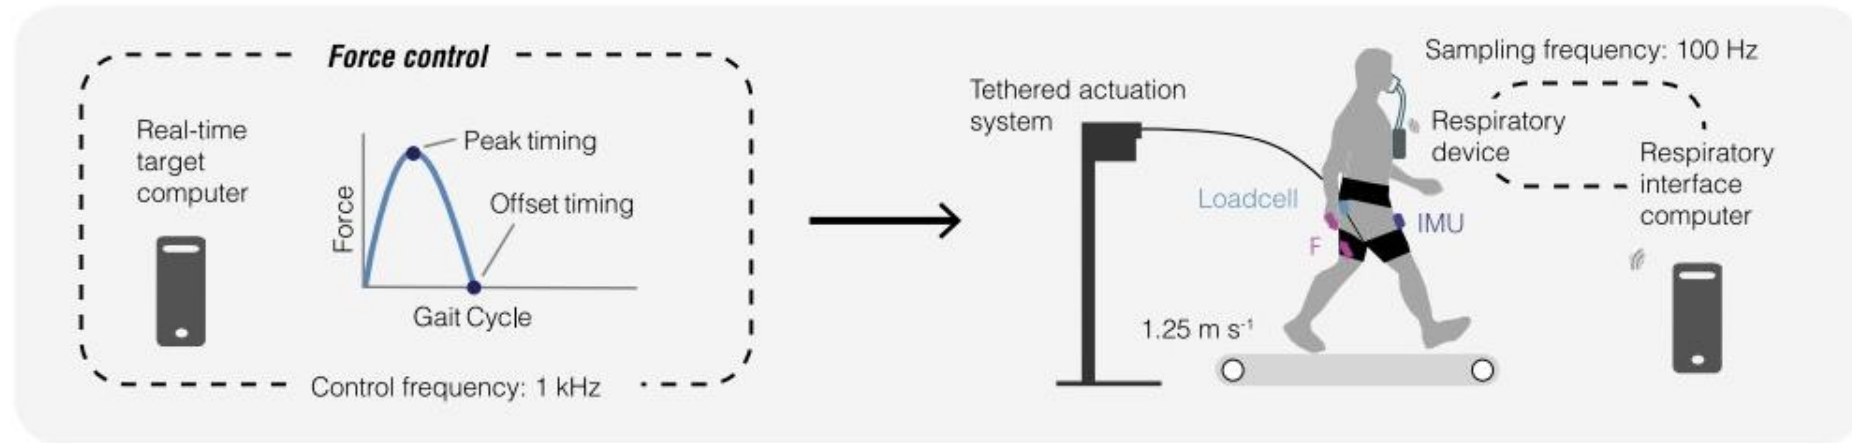 Force control
Real-time
target
computer
Force
Peak timing
Offset timing
Gait Cycle
Control frequency: 1 kHz
Tethered actuation
system
Sampling frequency: 100 Hz
Respiratory
device
Respiratory
interface
computer
Loadcell
IMU
F
1.25 m s⁻¹